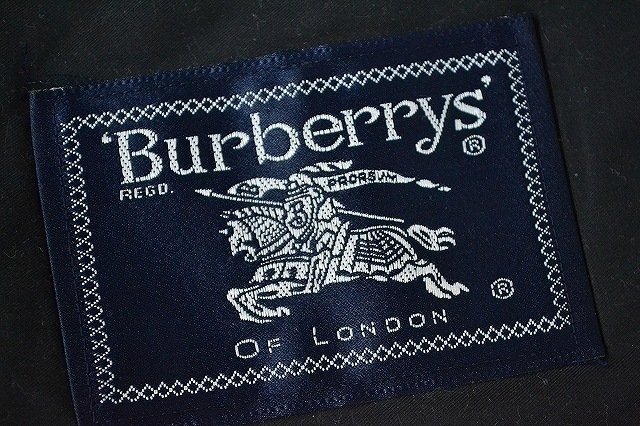 'Burberrys'
®
REGD.
PRORSUM
®
OF LONDON